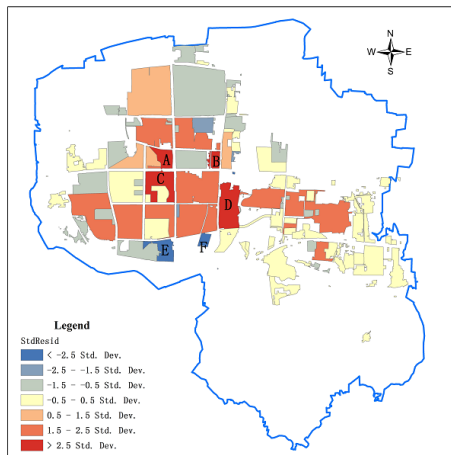 N
W E
S
A
B
C
D
E
F
Legend
StdResid
< -2.5 Std. Dev.
-2.5 - -1.5 Std. Dev.
-1.5 - -0.5 Std. Dev.
-0.5 - 0.5 Std. Dev.
0.5 - 1.5 Std. Dev.
1.5 - 2.5 Std. Dev.
> 2.5 Std. Dev.